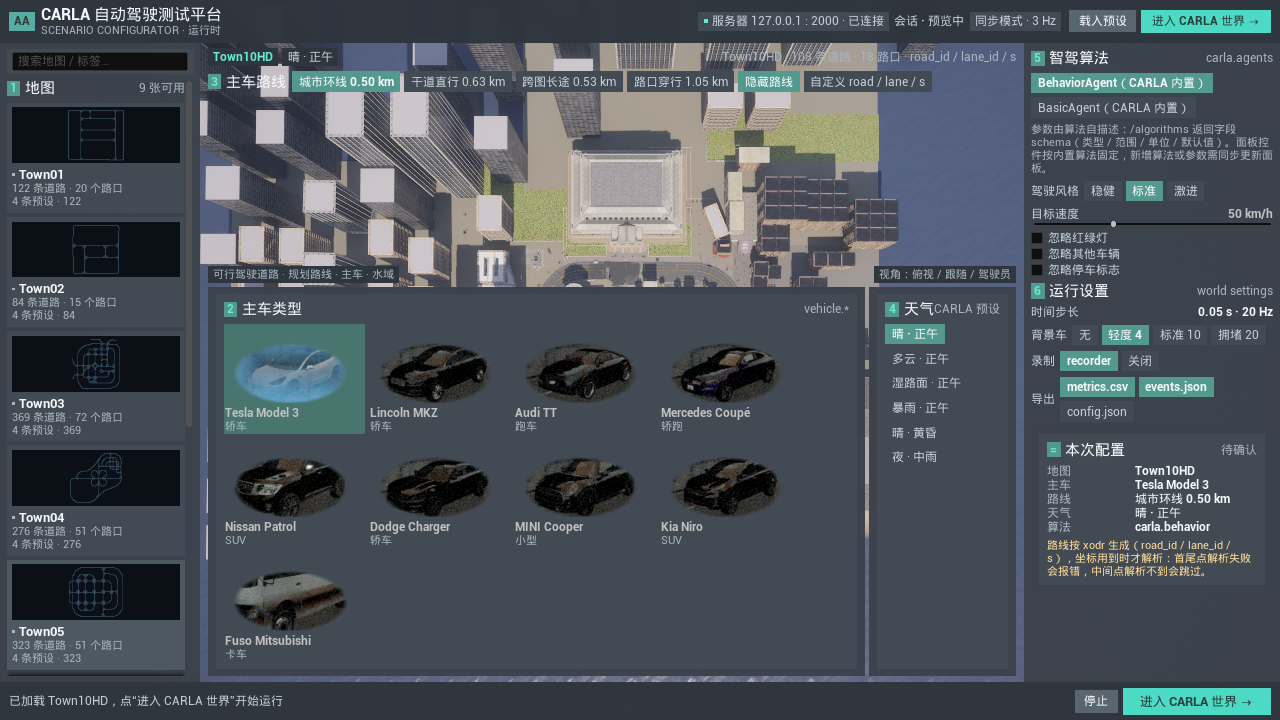 AA
CARLA 自动驾驶测试平台
SCENARIO CONFIGURATOR · 运行时
服务器 127.0.0.1 : 2000 · 已连接
会话 · 预览中
同步模式 · 3 Hz
载入预设
进入 CARLA 世界 →
搜索地图 / 标签...
1 地图 9 张可用
Town01
122 条道路 · 20 个路口
4 条预设 · 122
Town02
84 条道路 · 15 个路口
4 条预设 · 84
Town03
369 条道路 · 72 个路口
4 条预设 · 369
Town04
276 条道路 · 51 个路口
4 条预设 · 276
Town05
323 条道路 · 51 个路口
4 条预设 · 323
Town10HD 晴 · 正午
Town10HD · 108 条道路 · 18 路口 · road_id / lane_id / s
3 主车路线
城市环线 0.50 km
干道直行 0.63 km
跨图长途 0.53 km
路口穿行 1.05 km
隐藏路线
自定义 road / lane / s
可行驾驶道路 · 规划路线 · 主车 · 水域
视角 : 俯视 / 跟随 / 驾驶员
2 主车类型 vehicle.*
Tesla Model 3
轿车
Lincoln MKZ
轿车
Audi TT
跑车
Mercedes Coupé
轿跑
Nissan Patrol
SUV
Dodge Charger
轿车
MINI Cooper
小型
Kia Niro
SUV
Fuso Mitsubishi
卡车
4 天气 CARLA 预设
晴 · 正午
多云 · 正午
湿路面 · 正午
暴雨 · 正午
晴 · 黄昏
夜 · 中雨
5 智驾算法 carla.agents
BehaviorAgent（CARLA 内置）
BasicAgent（CARLA 内置）
参数由算法自描述：/algorithms 返回字段
schema（类型 / 范围 / 单位 / 默认值）。面板控
件按内置算法固定，新增算法或参数需同步更新面
板。
驾驶风格 稳健 标准 激进
目标速度 50 km/h
忽略红绿灯
忽略其他车辆
忽略停车标志
6 运行设置 world settings
时间步长 0.05 s · 20 Hz
背景车 无 轻度 4 标准 10 拥堵 20
录制 recorder 关闭
导出 metrics.csv events.json
config.json
= 本次配置 待确认
地图 Town10HD
主车 Tesla Model 3
路线 城市环线 0.50 km
天气 晴 · 正午
算法 carla.behavior
路线按 xodr 生成（road_id / lane_id /
s），坐标用到时才解析：首尾点解析失败
会报错，中间点解析不到会跳过。
已加载 Town10HD，点“进入 CARLA 世界”开始运行
停止
进入 CARLA 世界 →